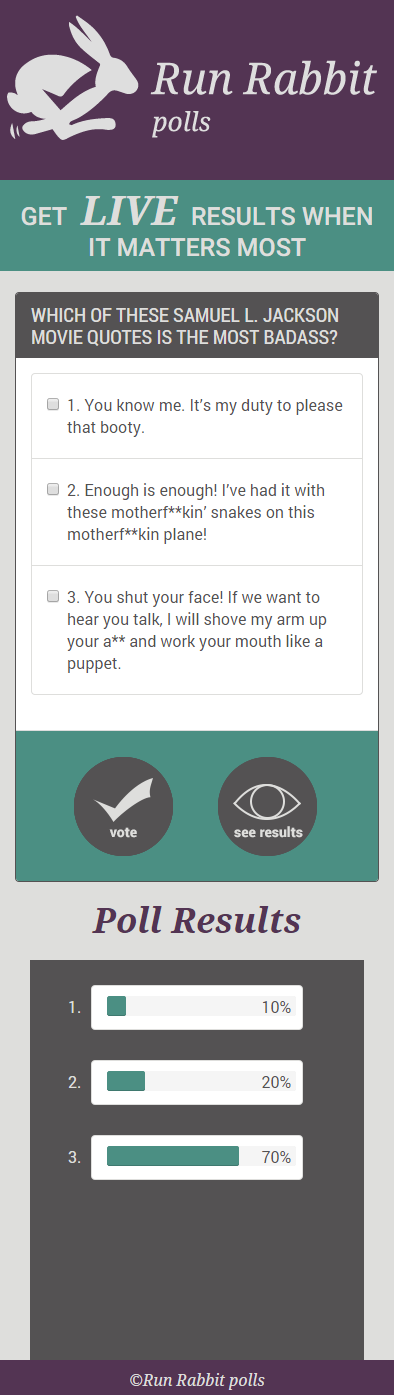 Run Rabbit
polls
GET LIVE RESULTS WHEN
IT MATTERS MOST
WHICH OF THESE SAMUEL L. JACKSON
MOVIE QUOTES IS THE MOST BADASS?
1. You know me. It’s my duty to please
that booty.
2. Enough is enough! I’ve had it with
these motherf**kin’ snakes on this
motherf**kin plane!
3. You shut your face! If we want to
hear you talk, I will shove my arm up
your a** and work your mouth like a
puppet.
vote
see results
Poll Results
1. 10%
2. 20%
3. 70%
©Run Rabbit polls